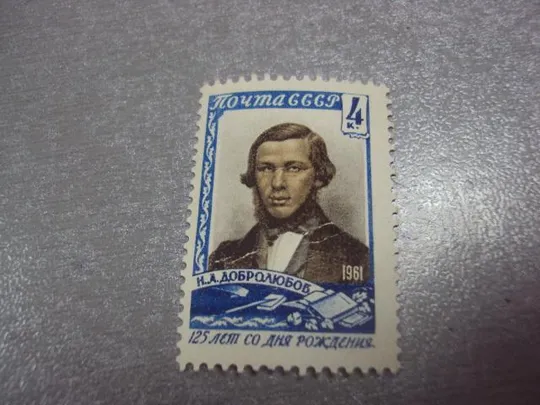 ПОЧТА СССР
4
К.
1961
Н.А. ДОБРОЛЮБОВ
125 ЛЕТ СО ДНЯ РОЖДЕНИЯ